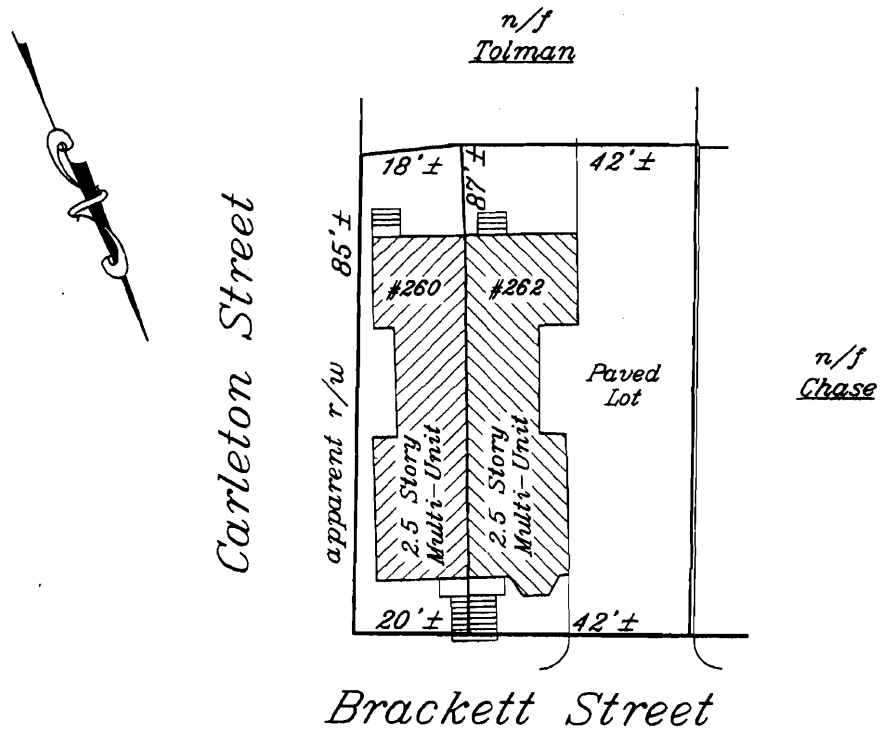 n/f
Tolman
18'±
87'±
42'±
85'±
Carleton Street
#260
#262
apparent r/w
Paved
Lot
n/f
Chase
2.5 Story
Multi-Unit
2.5 Story
Multi-Unit
20'±
42'±
Brackett Street